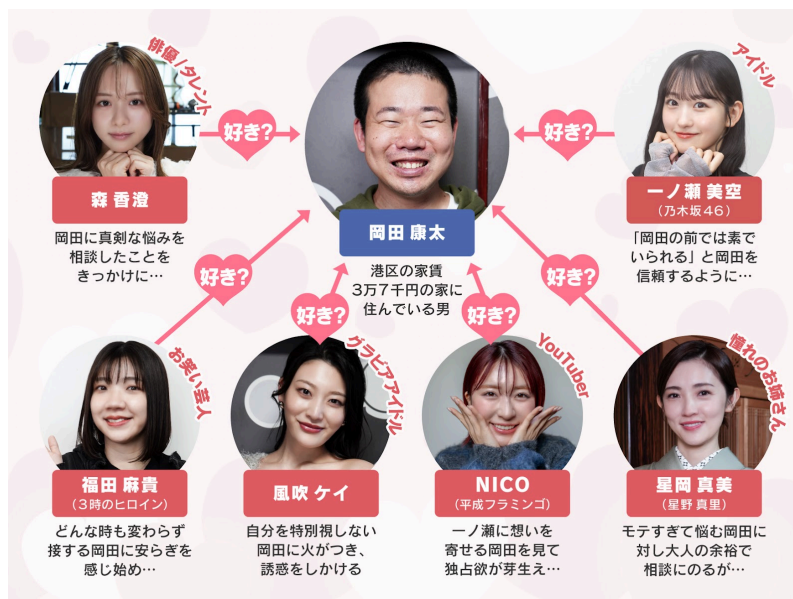 俳優/タレント
好き?
好き?
アイドル
森 香澄
岡田に真剣な悩みを
相談したことを
きっかけに…
岡田 康太
港区の家賃
3万7千円の家に
住んでいる男
一ノ瀬 美空
(乃木坂46)
「岡田の前では素で
いられる」と岡田を
信頼するように…
好き?
好き?
好き?
好き?
お笑い芸人
福田 麻貴
(3時のヒロイン)
どんな時も変わらず
接する岡田に安らぎを
感じ始め…
グラビアアイドル
風吹 ケイ
自分を特別視しない
岡田に火がつき、
誘惑をしかける
YouTuber
NICO
(平成フラミンゴ)
一ノ瀬に想いを
寄せる岡田を見て
独占欲が芽生え…
憧れのお姉さん
星岡 真美
(星野 真里)
モテすぎて悩む岡田に
対し大人の余裕で
相談にのるが…